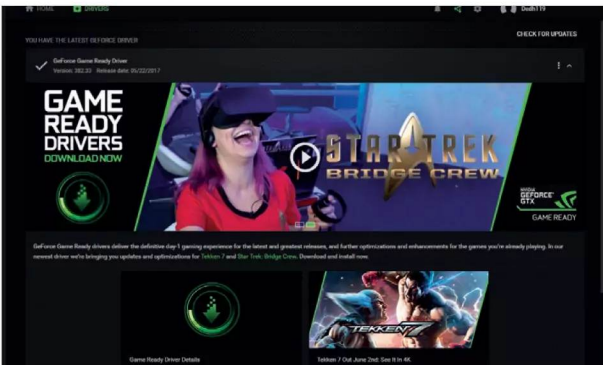 HOME DRIVERS Dedh119
YOU HAVE THE LATEST GEFORCE DRIVER CHECK FOR UPDATES
GeForce Game Ready Driver
Version: 382.33 Release date: 05/22/2017
GAME
READY
DRIVERS
DOWNLOAD NOW
STAR TREK
BRIDGE CREW
NVIDIA
GEFORCE
GTX
GAME READY
GeForce Game Ready drivers deliver the definitive day-1 gaming experience for the latest and greatest releases, and further optimizations and enhancements for the games you're already playing. In our
newest driver we're bringing you updates and optimizations for Tekken 7 and Star Trek: Bridge Crew. Download and install now.
TEKKEN 7
Game Ready Driver Details Tekken 7 Out June 2nd: See It In 4K